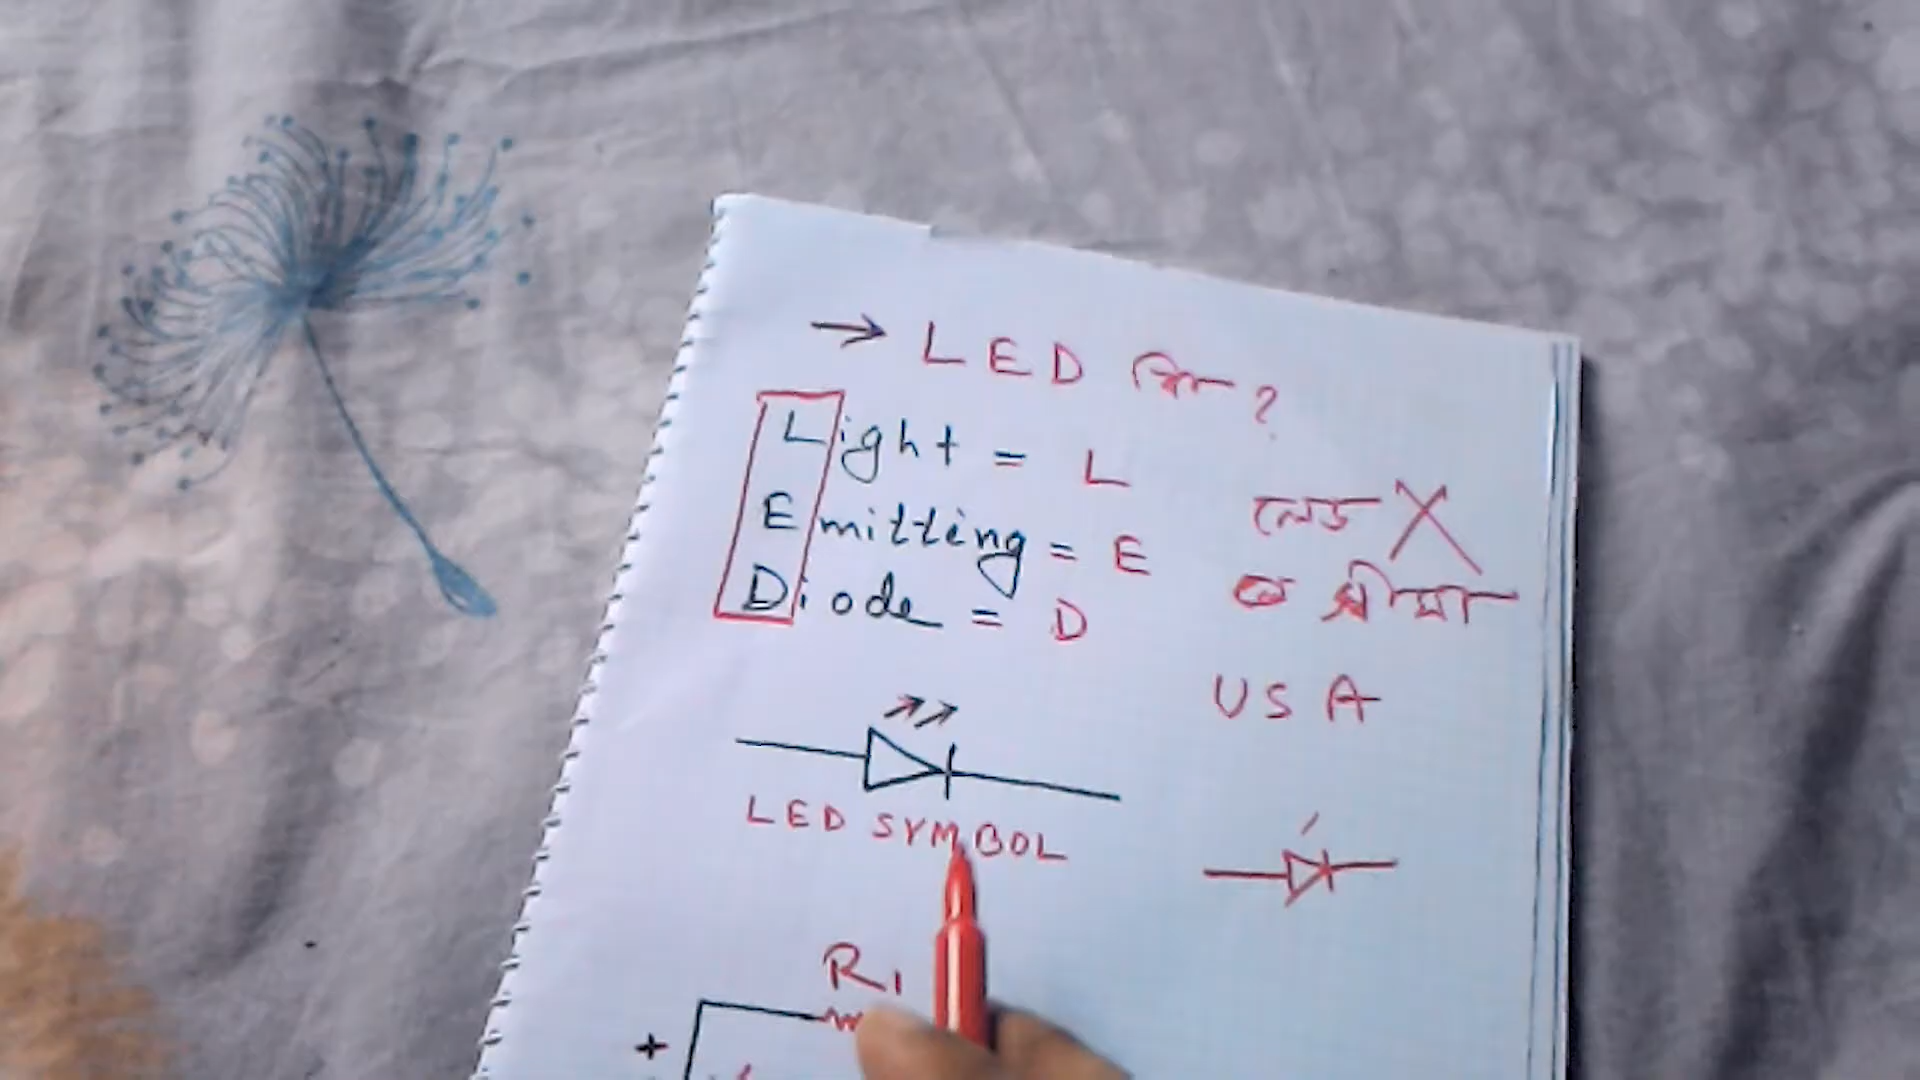 → LED কি ?
Light = L
Emitting = E
Diode = D
লেড X
USA
LED SYMBOL
R1
+